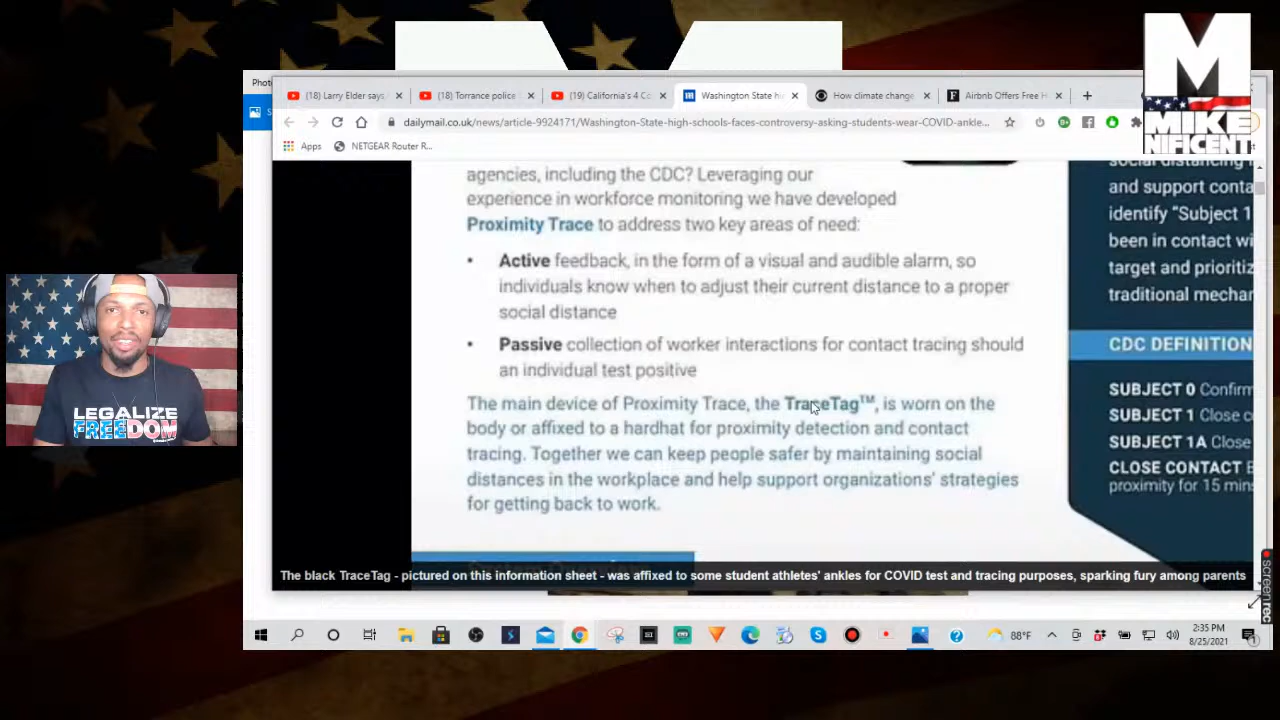 M
MIKE
NIFICENT
Phot
(18) Larry Elder says
(18) Torrance police
(19) California's 4 Co
Washington State hi
How climate change
Airbnb Offers Free H
dailymail.co.uk/news/article-9924171/Washington-State-high-schools-faces-controversy-asking-students-wear-COVID-ankle...
Apps
NETGEAR Router R...
agencies, including the CDC? Leveraging our
experience in workforce monitoring we have developed
Proximity Trace to address two key areas of need:
• Active feedback, in the form of a visual and audible alarm, so
individuals know when to adjust their current distance to a proper
social distance
• Passive collection of worker interactions for contact tracing should
an individual test positive
The main device of Proximity Trace, the TraceTag™, is worn on the
body or affixed to a hardhat for proximity detection and contact
tracing. Together we can keep people safer by maintaining social
distances in the workplace and help support organizations' strategies
for getting back to work.
social distancing
and support conta
identify "Subject 1
been in contact wi
target and prioritiz
traditional mechar
CDC DEFINITION
SUBJECT 0 Confirm
SUBJECT 1 Close c
SUBJECT 1A Close
CLOSE CONTACT
proximity for 15 mins
The black TraceTag - pictured on this information sheet - was affixed to some student athletes' ankles for COVID test and tracing purposes, sparking fury among parents
LEGALIZE
FREEDOM
screenrec
88°F
2:35 PM
8/25/2021